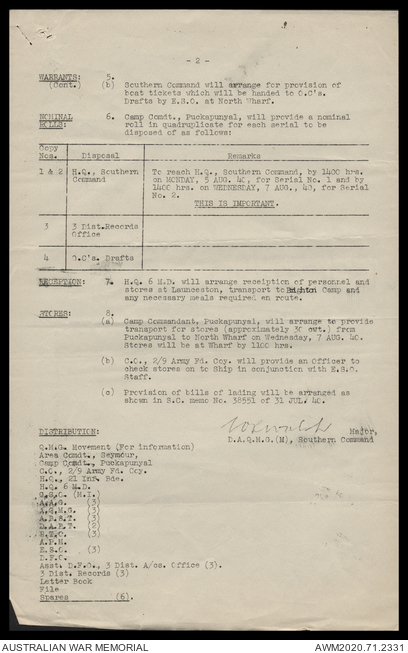 - 2 -
WARRANTS: 5.
(Cont.) (b) Southern Command will arrange for provision of
boat tickets which will be handed to O.C's.
Drafts by E.S.O. at North Wharf.
NOMINAL 6. Camp Comdt., Puckapunyal, will provide a nominal
ROLLS: roll in quadruplicate for each serial to be
disposed of as follows:
Copy
Nos. Disposal Remarks
1 & 2 H.Q., Southern To reach H.Q., Southern Command, by 1400 hrs.
Command on MONDAY, 5 AUG. 40, for Serial No. 1 and by
1400 hrs. on WEDNESDAY, 7 AUG., 40, for Serial
No. 2.
THIS IS IMPORTANT.
3 3 Dist.Records
Office
4 O.C's. Drafts
RECEPTION: 7. H.Q. 6 M.D. will arrange reception of personnel and
stores at Launceston, transport to Brighton Camp and
any necessary meals required en route.
STORES: 8.
(a) Camp Commandant, Puckapunyal, will arrange to provide
transport for stores (approximately 30 cwt.) from
Puckapunyal to North Wharf on Wednesday, 7 AUG. 40.
Stores will be at Wharf by 1100 hrs.
(b) C.O., 2/9 Army Fd. Coy. will provide an Officer to
check stores on to Ship in conjunction with E.S.O.
Staff.
(c) Provision of bills of lading will be arranged as
shown in S.C. memo No. 38551 of 31 JUL. 40.
Major,
DISTRIBUTION: D.A.Q.M.G.(M), Southern Command
Q.M.G. Movement (For information)
Area Comdt., Seymour,
Camp Comdt., Puckapunyal
C.O., 2/9 Army Fd. Coy.
H.Q., 21 Inf. Bde.
H.Q. 6 M.D.
G.S.O. (M.T.)
A.A.G. (3)
A.Q.M.G. (3)
A.D.S.T. (3)
(2)
(3)
A.P.M.
E.S.O. (3)
D.F.O.
Asst. D.F.O., 3 Dist. A/cs. Office (3).
3 Dist. Records (3)
Letter Book
File
Spares (6).
AUSTRALIAN WAR MEMORIAL AWM2020.71.2331